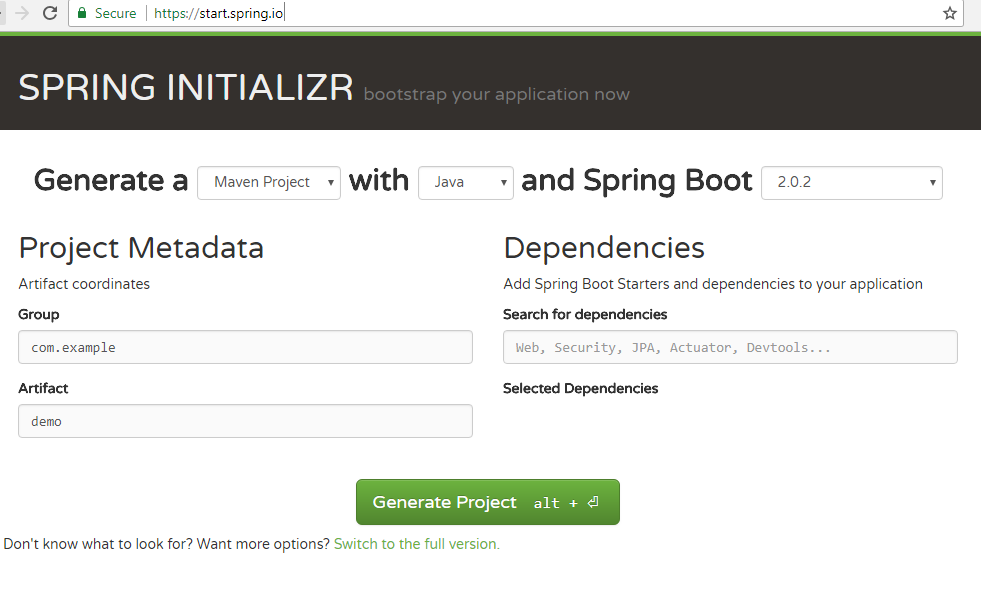 Secure https://start.spring.io
SPRING INITIALIZR bootstrap your application now
Generate a Maven Project with Java and Spring Boot 2.0.2
Project Metadata
Artifact coordinates
Group
com.example
Artifact
demo
Dependencies
Add Spring Boot Starters and dependencies to your application
Search for dependencies
Web, Security, JPA, Actuator, Devtools...
Selected Dependencies
Generate Project alt + ⏎
Don't know what to look for? Want more options? Switch to the full version.